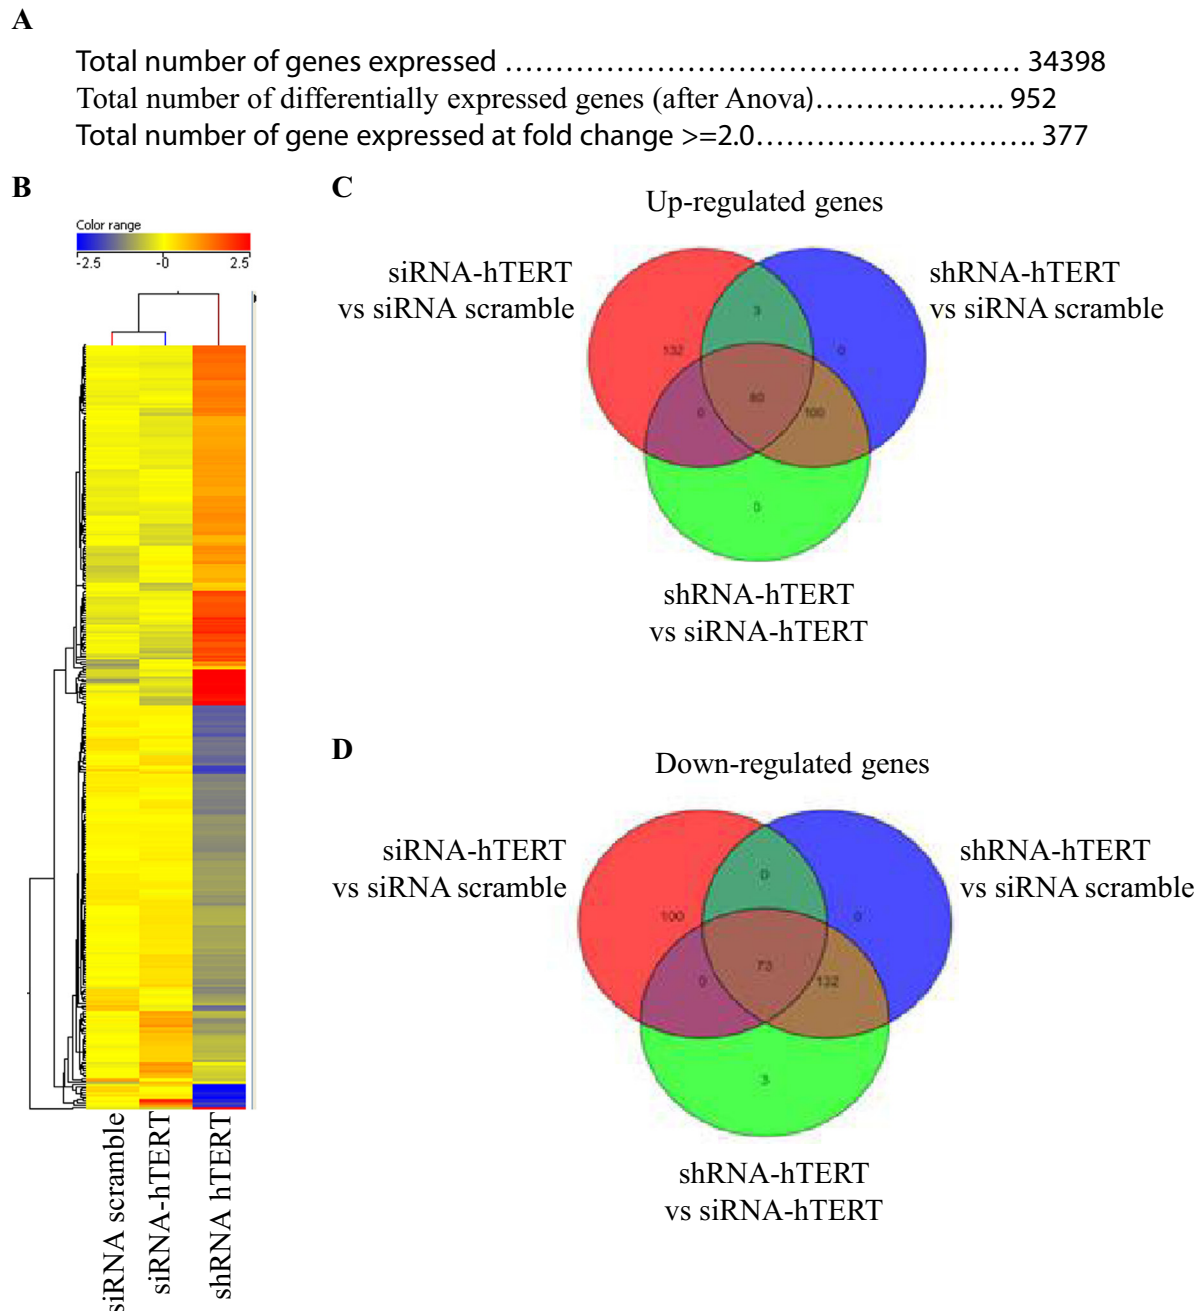 A
Total number of genes expressed ………………………………………………… 34398
Total number of differentially expressed genes (after Anova)………………. 952
Total number of gene expressed at fold change >=2.0………………………. 377
B
Color range
-2.5 -0 2.5
siRNA scramble
siRNA-hTERT
shRNA hTERT
C
Up-regulated genes
siRNA-hTERT
vs siRNA scramble
shRNA-hTERT
vs siRNA scramble
3
132
0
80
0
100
0
shRNA-hTERT
vs siRNA-hTERT
D
Down-regulated genes
siRNA-hTERT
vs siRNA scramble
shRNA-hTERT
vs siRNA scramble
0
100
0
73
0
132
3
shRNA-hTERT
vs siRNA-hTERT